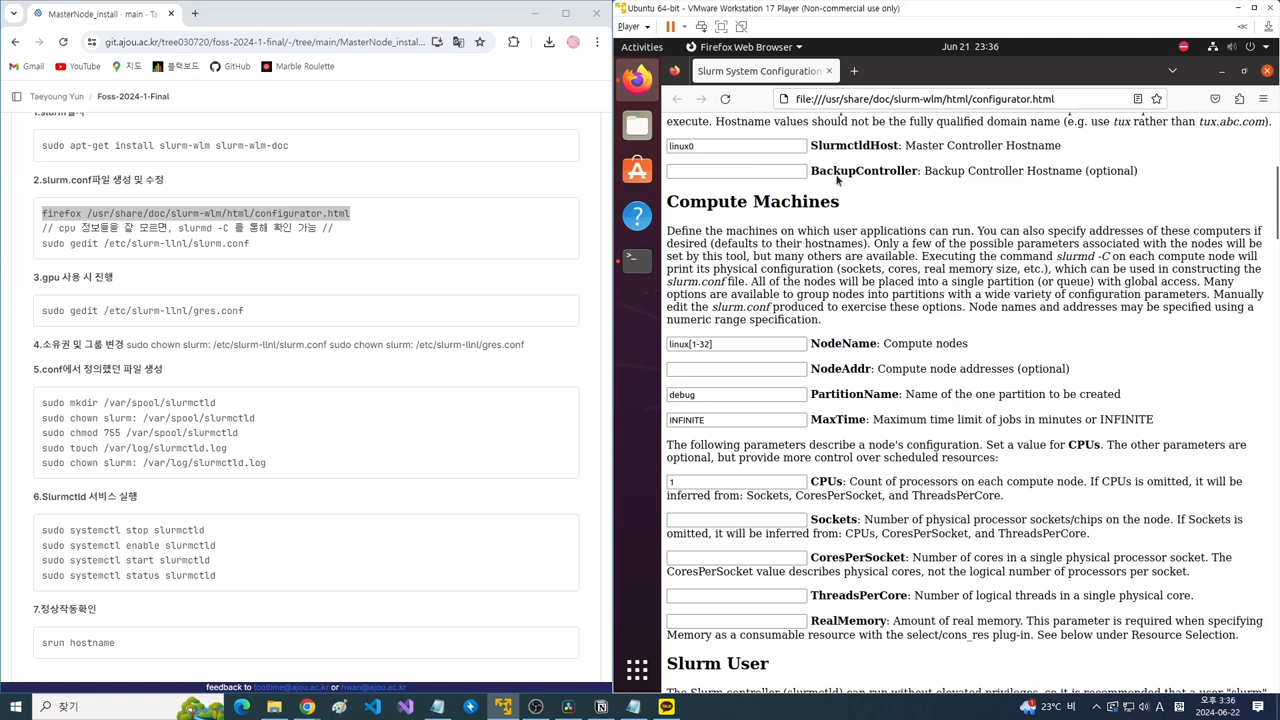 MasterNode_install - main - Ta
git.ajou.ac.kr/tree030720/foss-2024-1-final/-/tree/main/MasterNode_instal...
Gmail YouTube 지도 블랙보드 GitHub Marble Roulette
Taeyoung Yun / Foss-2024-1-Final
sudo apt-get install slurm-wlm slurm-wlm-doc
2.slurm.conf파일 생성 및 수정
firefox /usr/share/doc/slurm-wlm/html/configurator.html
// cpu 정보들을 잘 모르면, slurmd -C 를 통해 확인 가능 //
sudo gedit /etc/slurm-llnl/slurm.conf
3.gpu 사용 시 진행
sudo gedit /etc/slurm-llnl/gres.conf
4.소유권 및 그룹 변경 sudo chown slurm: /etc/slurm-llnl/slurm.conf sudo chown slurm: /etc/slurm-llnl/gres.conf
5.conf에서 정의했던 파일 생성
sudo mkdir /var/spool/slurmctld
sudo chown slurm: /var/spool/slurmctld
sudo chmod 755 /var/spool/slurmctld
sudo touch /var/log/slurmctld.log
sudo chown slurm: /var/log/slurmctld.log
6.Slurmctld 서비스 실행
sudo systemctl stop slurmctld
sudo systemctl enable slurmctld
sudo systemctl start slurmctld
sudo systemctl status slurmctld
7.정상작동확인
srun hostname
feedback to tooltime@ajou.ac.kr or hwan@ajou.ac.kr
Ubuntu 64-bit - VMware Workstation 17 Player (Non-commercial use only)
Player
Activities Firefox Web Browser Jun 21 23:36
Slurm System Configuration
file:///usr/share/doc/slurm-wlm/html/configurator.html
execute. Hostname values should not be the fully qualified domain name (e.g. use tux rather than tux.abc.com).
linux0 SlurmctldHost: Master Controller Hostname
BackupController: Backup Controller Hostname (optional)
Compute Machines
Define the machines on which user applications can run. You can also specify addresses of these computers if
desired (defaults to their hostnames). Only a few of the possible parameters associated with the nodes will be
set by this tool, but many others are available. Executing the command slurmd -C on each compute node will
print its physical configuration (sockets, cores, real memory size, etc.), which can be used in constructing the
slurm.conf file. All of the nodes will be placed into a single partition (or queue) with global access. Many
options are available to group nodes into partitions with a wide variety of configuration parameters. Manually
edit the slurm.conf produced to exercise these options. Node names and addresses may be specified using a
numeric range specification.
linux[1-32] NodeName: Compute nodes
NodeAddr: Compute node addresses (optional)
debug PartitionName: Name of the one partition to be created
INFINITE MaxTime: Maximum time limit of jobs in minutes or INFINITE
The following parameters describe a node's configuration. Set a value for CPUs. The other parameters are
optional, but provide more control over scheduled resources:
1 CPUs: Count of processors on each compute node. If CPUs is omitted, it will be
inferred from: Sockets, CoresPerSocket, and ThreadsPerCore.
Sockets: Number of physical processor sockets/chips on the node. If Sockets is
omitted, it will be inferred from: CPUs, CoresPerSocket, and ThreadsPerCore.
CoresPerSocket: Number of cores in a single physical processor socket. The
CoresPerSocket value describes physical cores, not the logical number of processors per socket.
ThreadsPerCore: Number of logical threads in a single physical core.
RealMemory: Amount of real memory. This parameter is required when specifying
Memory as a consumable resource with the select/cons_res plug-in. See below under Resource Selection.
Slurm User
찾기
23°C 비
A 한
오후 3:36
2024-06-22